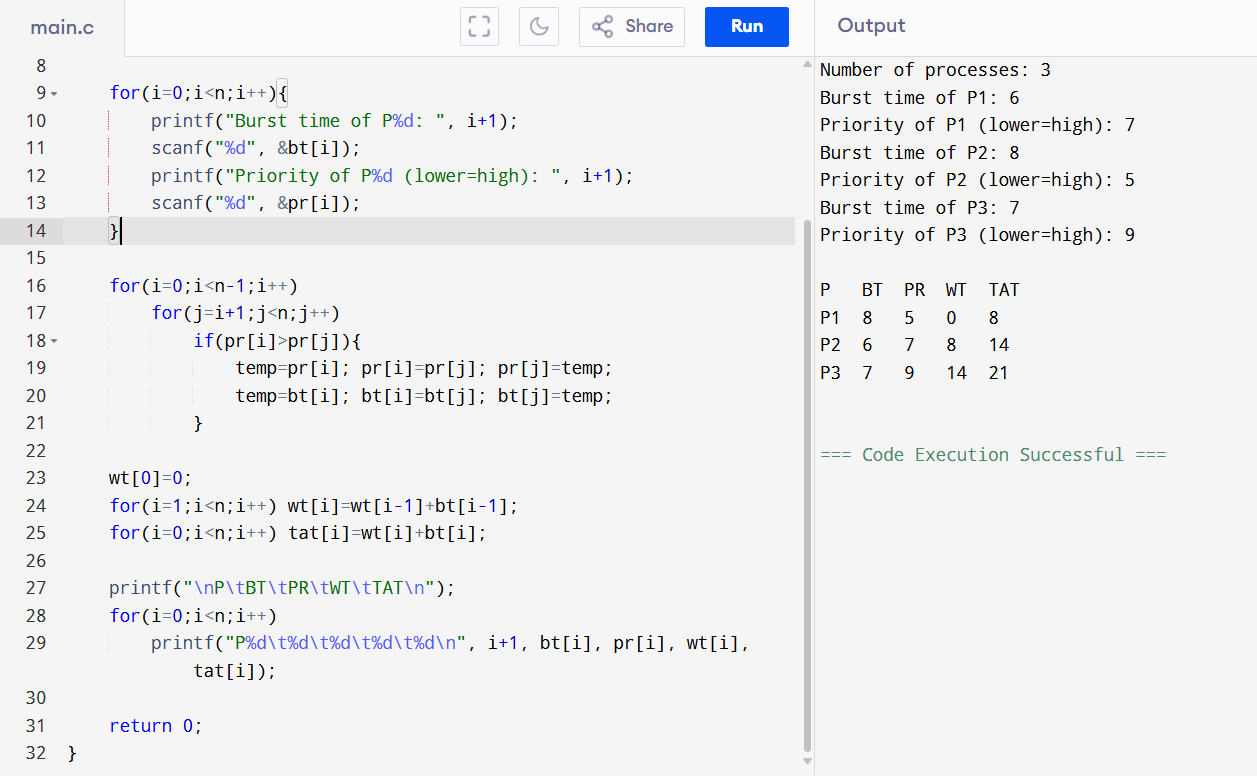 main.c
Share
Run
Output
8
9 for(i=0;i<n;i++){
10 printf("Burst time of P%d: ", i+1);
11 scanf("%d", &bt[i]);
12 printf("Priority of P%d (lower=high): ", i+1);
13 scanf("%d", &pr[i]);
14 }
15
16 for(i=0;i<n-1;i++)
17 for(j=i+1;j<n;j++)
18 if(pr[i]>pr[j]){
19 temp=pr[i]; pr[i]=pr[j]; pr[j]=temp;
20 temp=bt[i]; bt[i]=bt[j]; bt[j]=temp;
21 }
22
23 wt[0]=0;
24 for(i=1;i<n;i++) wt[i]=wt[i-1]+bt[i-1];
25 for(i=0;i<n;i++) tat[i]=wt[i]+bt[i];
26
27 printf("\nP\tBT\tPR\tWT\tTAT\n");
28 for(i=0;i<n;i++)
29 printf("P%d\t%d\t%d\t%d\t%d\n", i+1, bt[i], pr[i], wt[i],
tat[i]);
30
31 return 0;
32 }
Number of processes: 3
Burst time of P1: 6
Priority of P1 (lower=high): 7
Burst time of P2: 8
Priority of P2 (lower=high): 5
Burst time of P3: 7
Priority of P3 (lower=high): 9
P BT PR WT TAT
P1 8 5 0 8
P2 6 7 8 14
P3 7 9 14 21
=== Code Execution Successful ===